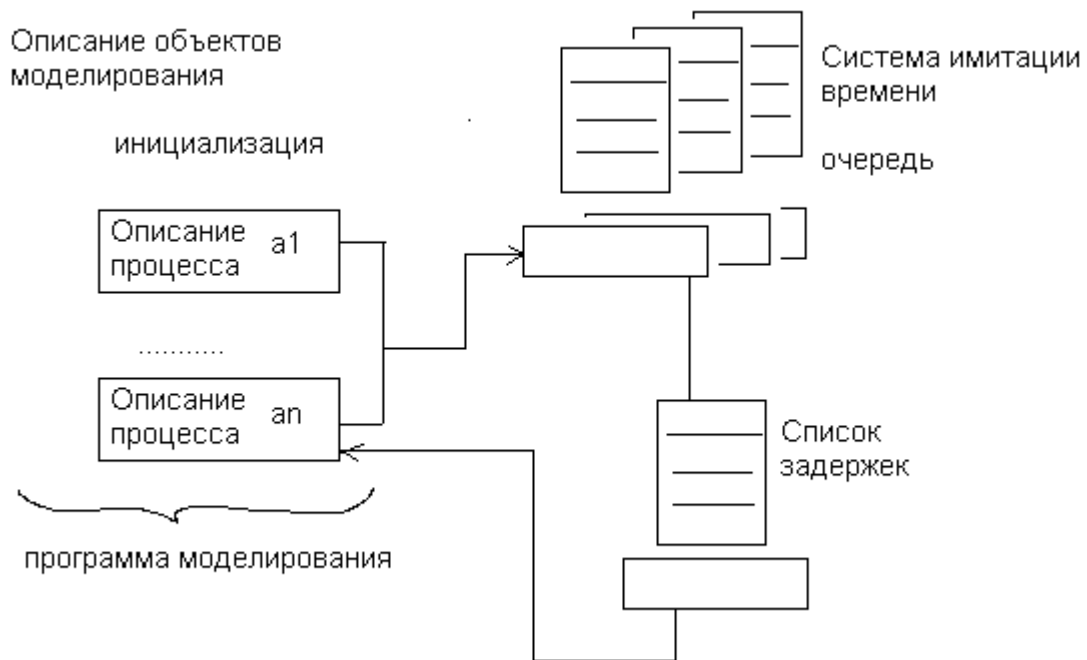 Описание объектов
моделирования
Система имитации
времени
инициализация
очередь
Описание
процесса a1
...........
Описание
процесса an
Список
задержек
программа моделирования